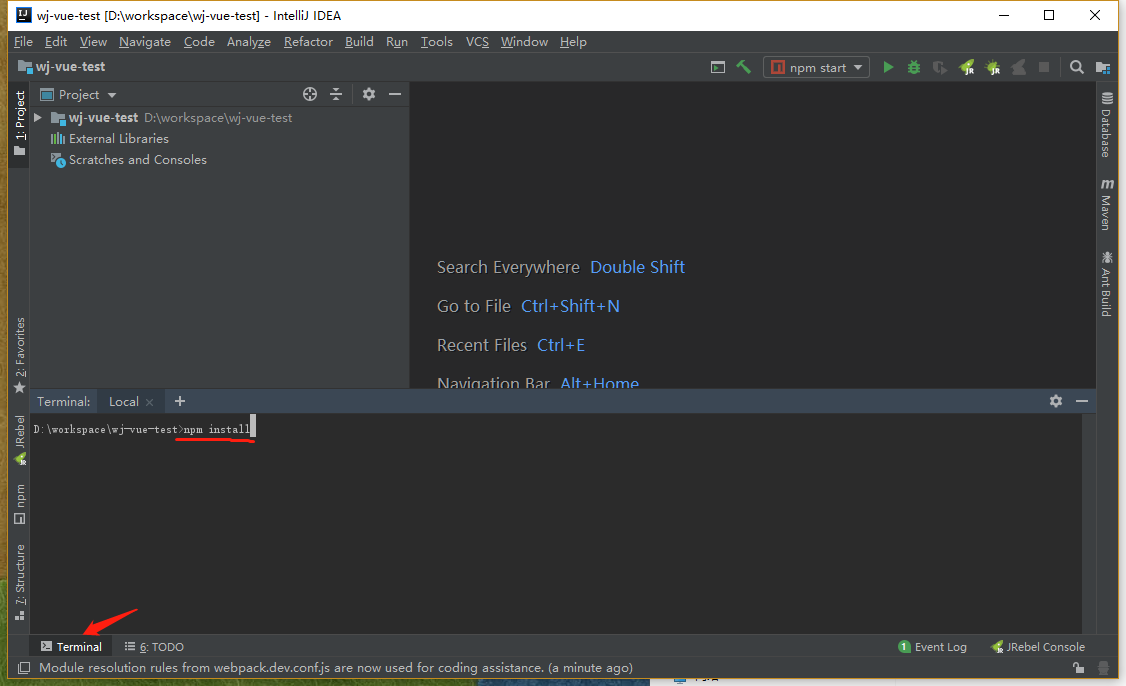 wj-vue-test [D:\workspace\wj-vue-test] - IntelliJ IDEA
File Edit View Navigate Code Analyze Refactor Build Run Tools VCS Window Help
wj-vue-test
npm start
1: Project
Project
wj-vue-test D:\workspace\wj-vue-test
External Libraries
Scratches and Consoles
Database
Maven
Ant Build
Search Everywhere Double Shift
Go to File Ctrl+Shift+N
Recent Files Ctrl+E
Navigation Bar Alt+Home
2: Favorites
JRebel
npm
7: Structure
Terminal: Local
D:\workspace\wj-vue-test>npm install
Terminal 6: TODO Event Log JRebel Console
Module resolution rules from webpack.dev.conf.js are now used for coding assistance. (a minute ago)